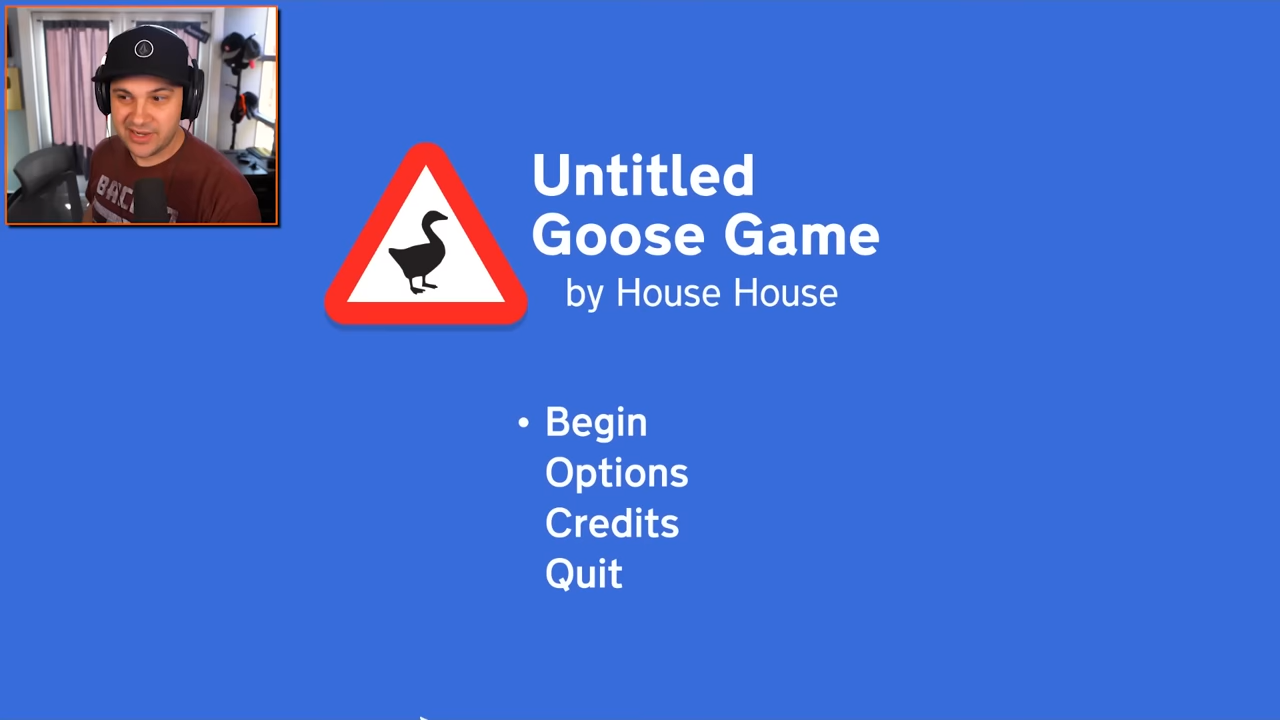 Untitled
Goose Game
by House House
• Begin
Options
Credits
Quit